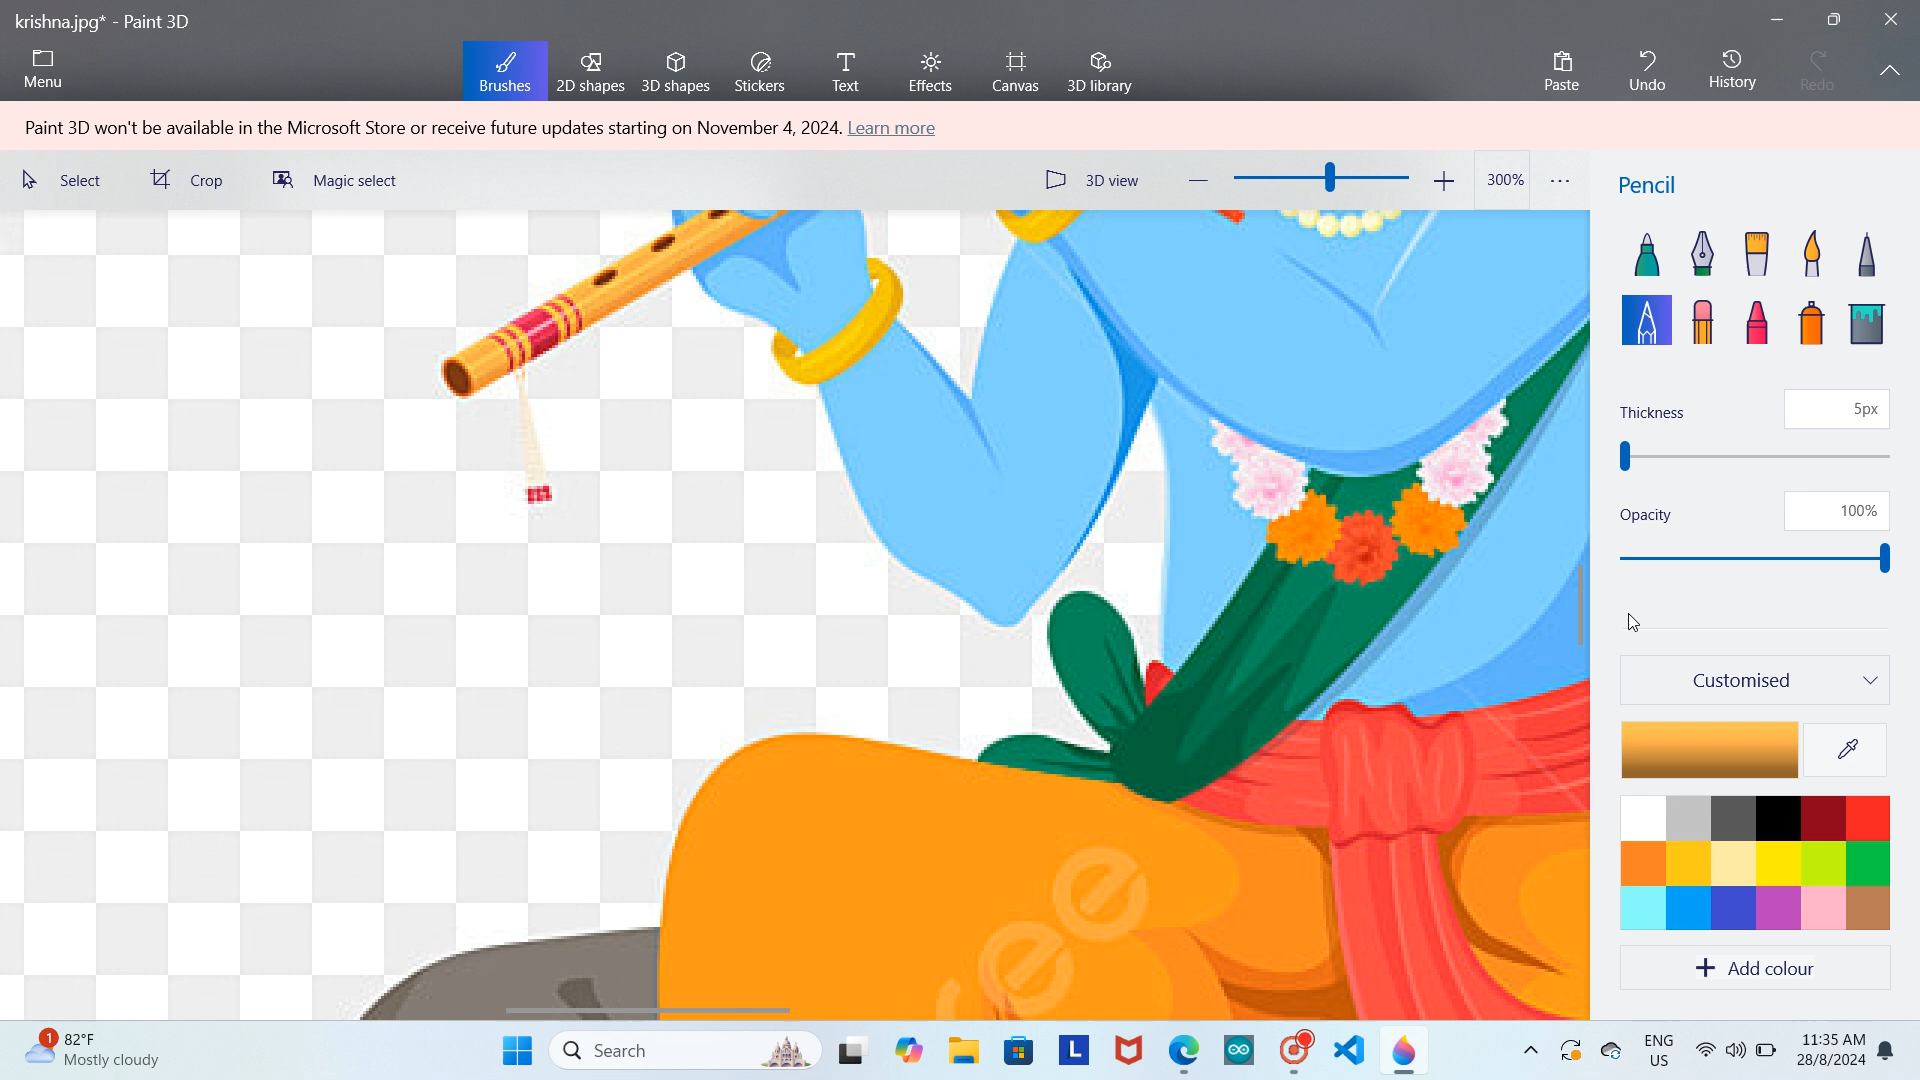 krishna.jpg* - Paint 3D
Menu
Brushes
2D shapes
3D shapes
Stickers
Text
Effects
Canvas
3D library
Paste
Undo
History
Redo
Paint 3D won't be available in the Microsoft Store or receive future updates starting on November 4, 2024. Learn more
Select
Crop
Magic select
3D view
300%
Pencil
Thickness
5px
Opacity
100%
Customised
+ Add colour
ree
1
82°F
Mostly cloudy
Search
L
ENG
US
11:35 AM
28/8/2024